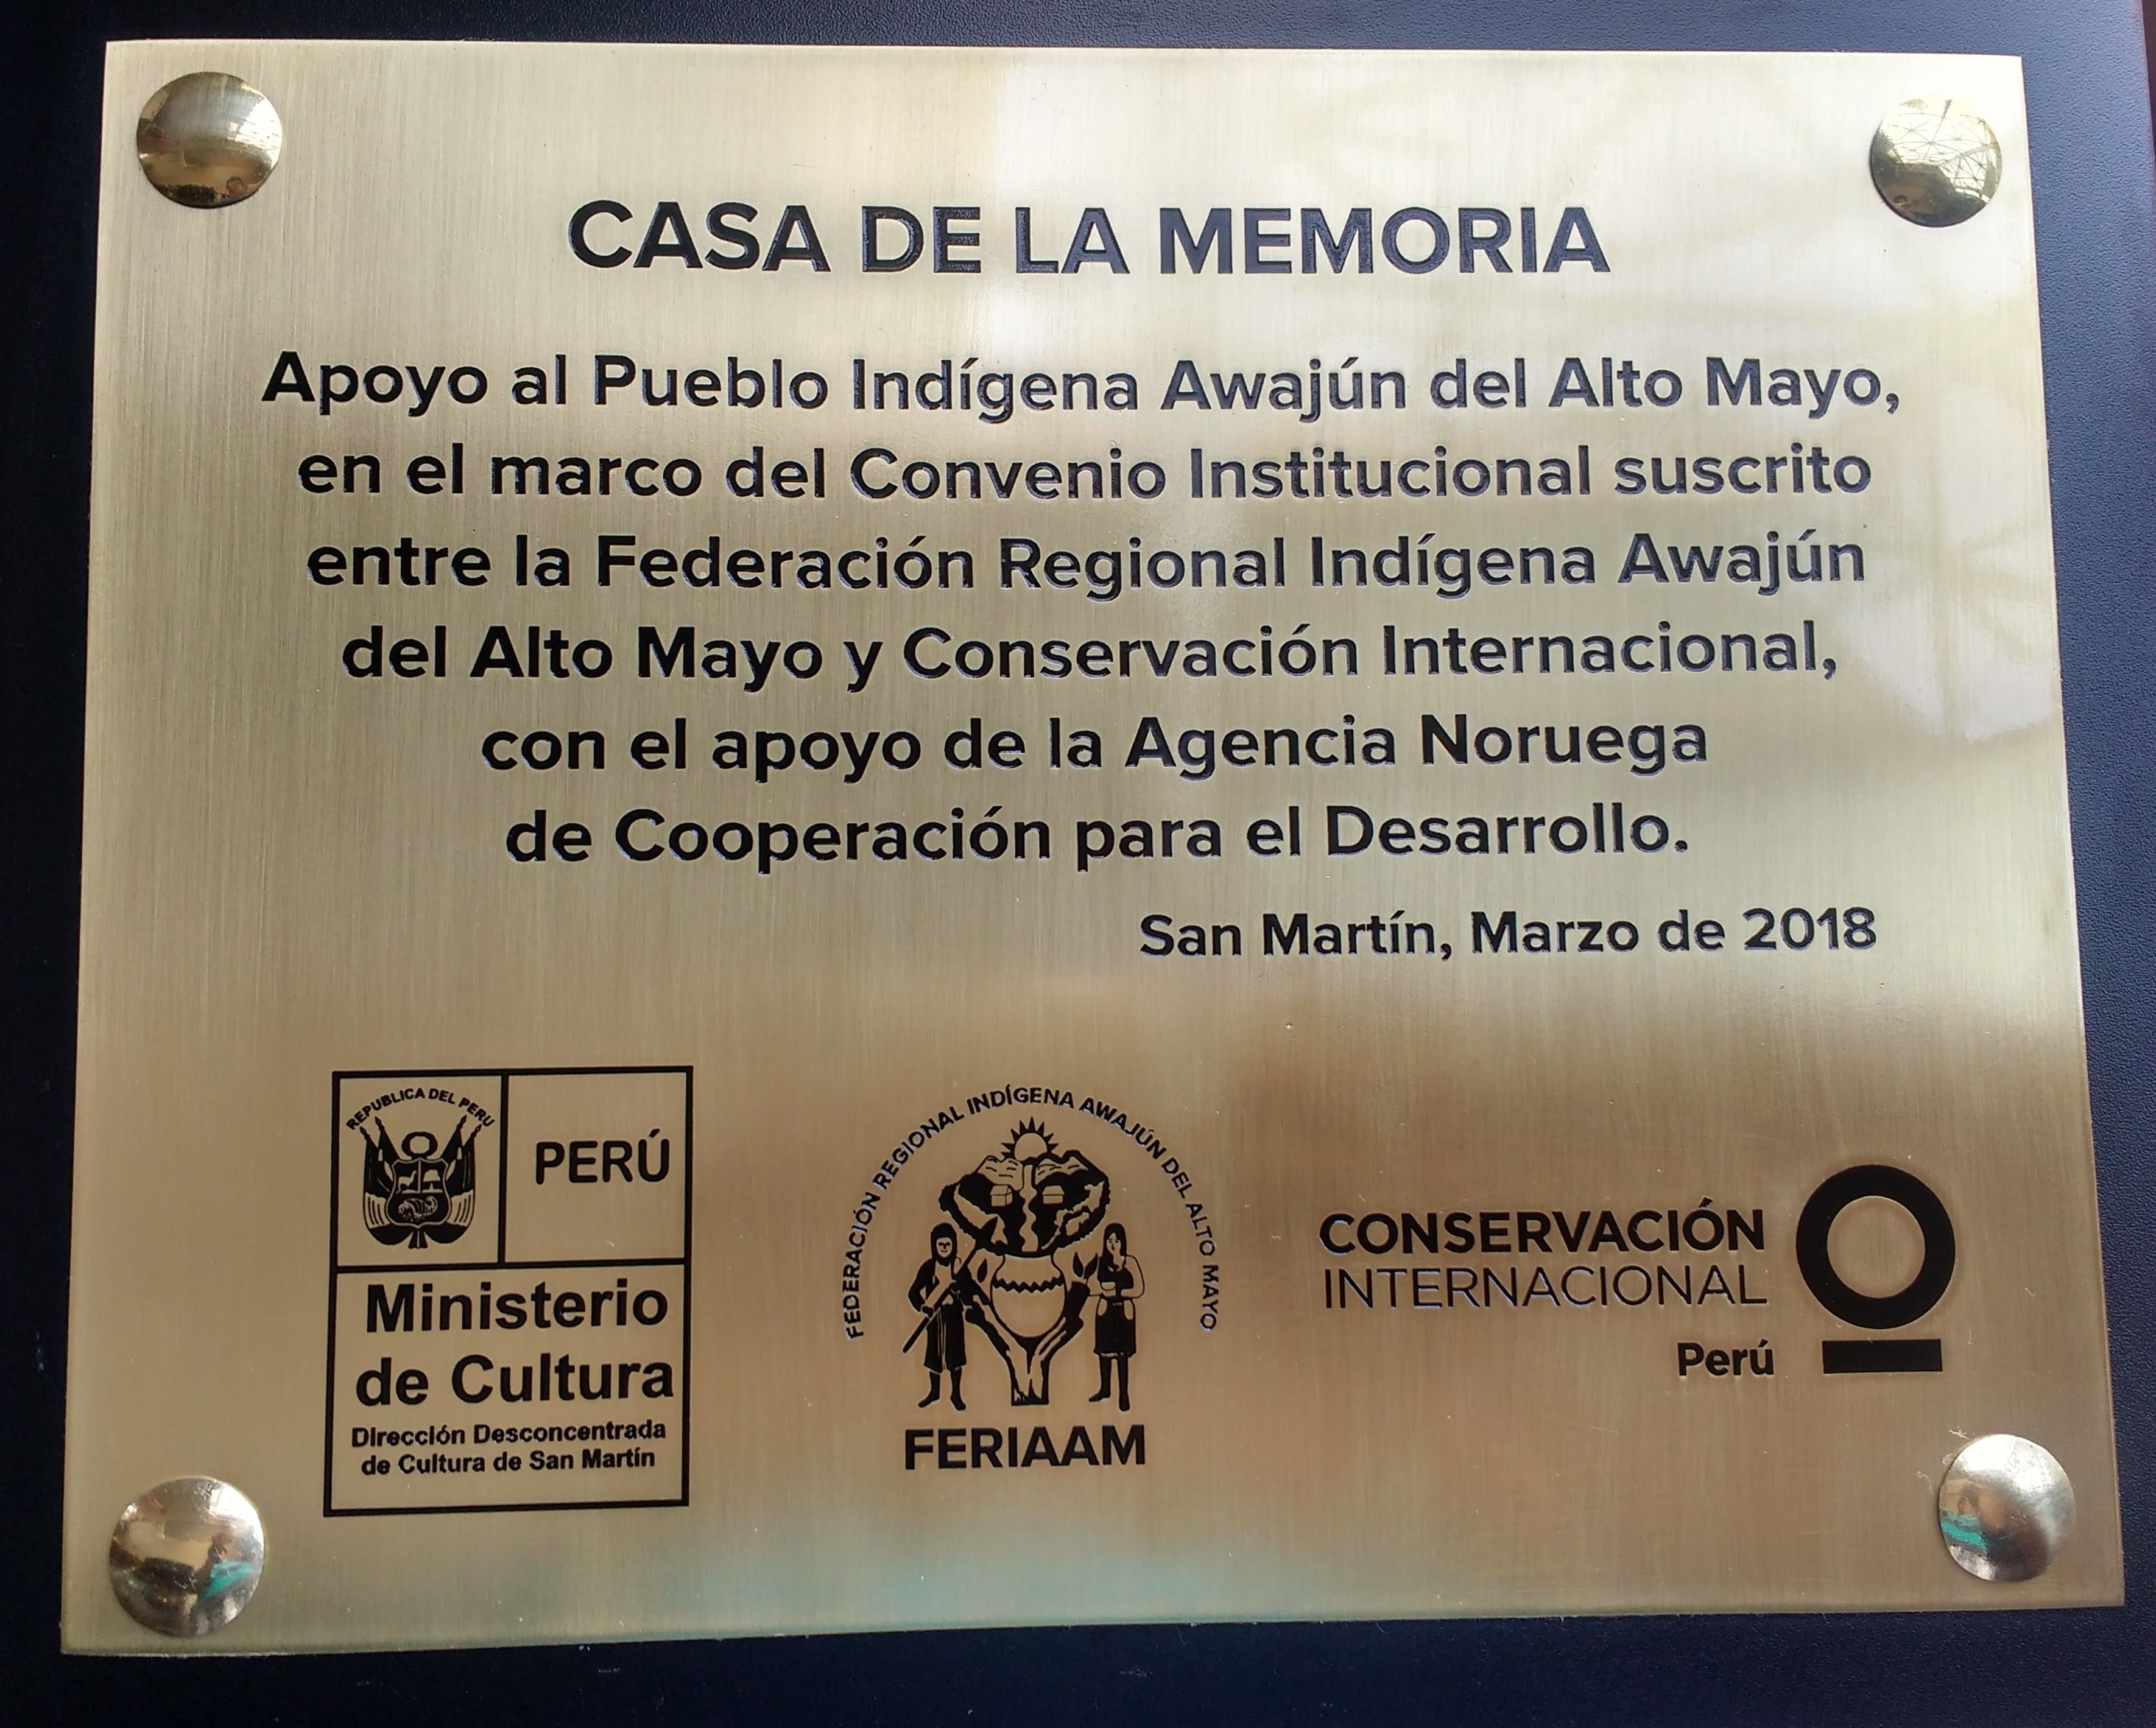 CASA DE LA MEMORIA
Apoyo al Pueblo Indígena Awajún del Alto Mayo,
en el marco del Convenio Institucional suscrito
entre la Federación Regional Indígena Awajún
del Alto Mayo y Conservación Internacional,
con el apoyo de la Agencia Noruega
de Cooperación para el Desarrollo.
San Martín, Marzo de 2018
REPUBLICA DEL PERU
PERÚ
Ministerio
de Cultura
Dirección Desconcentrada
de Cultura de San Martín
FEDERACIÓN REGIONAL INDÍGENA AWAJÚN DEL ALTO MAYO
FERIAAM
CONSERVACIÓN
INTERNACIONAL
Perú